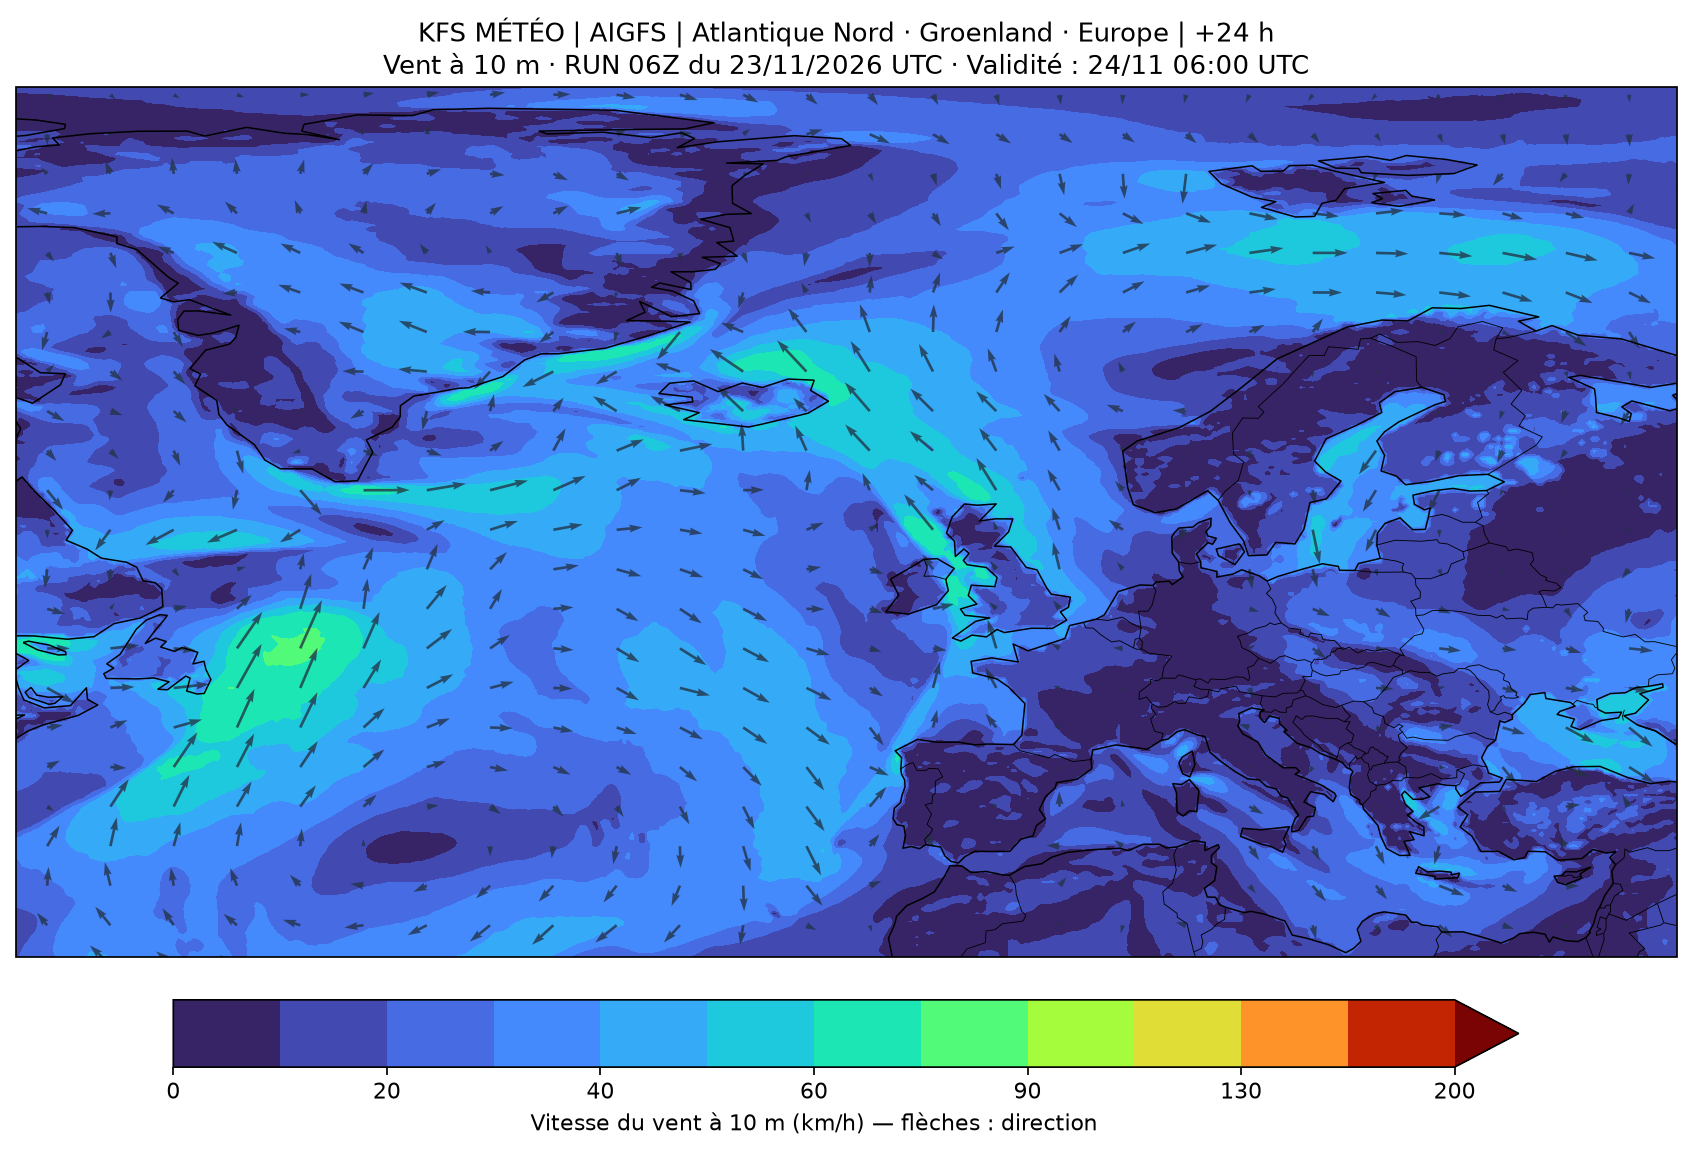 KFS MÉTÉO | AIGFS | Atlantique Nord · Groenland · Europe | +24 h
Vent à 10 m · RUN 06Z du 23/11/2026 UTC · Validité : 24/11 06:00 UTC
0 20 40 60 90 130 200
Vitesse du vent à 10 m (km/h) — flèches : direction